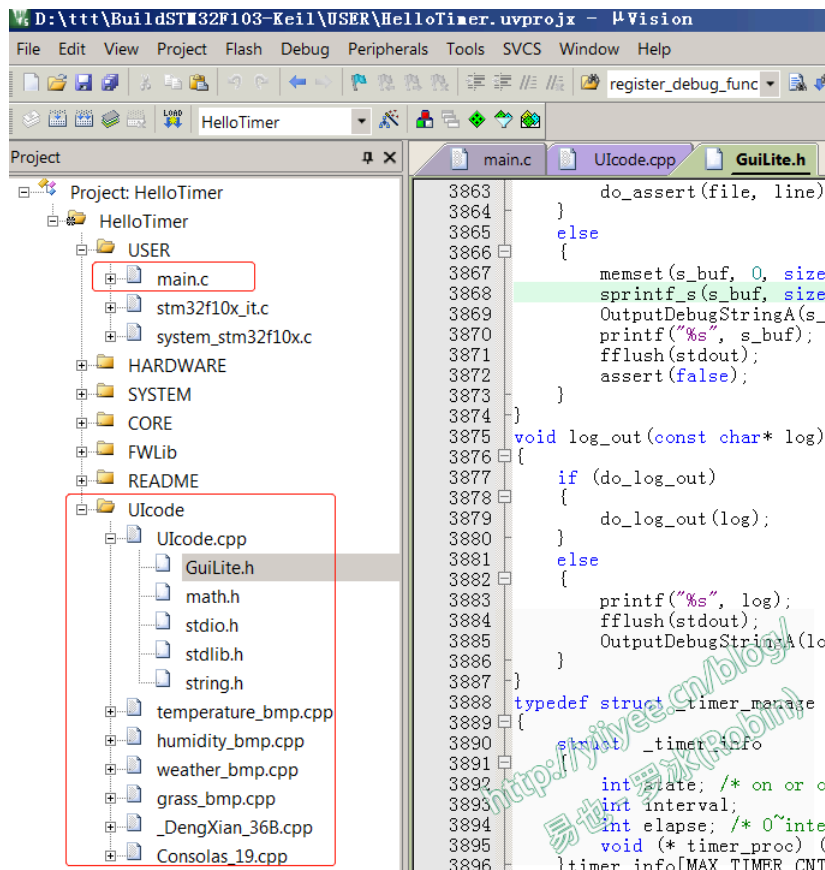 D:\ttt\BuildSTM32F103-Keil\USER\HelloTimer.uvprojx - µVision
File Edit View Project Flash Debug Peripherals Tools SVCS Window Help
register_debug_func
LOAD HelloTimer
Project
main.c UIcode.cpp GuiLite.h
Project: HelloTimer
HelloTimer
USER
main.c
stm32f10x_it.c
system_stm32f10x.c
HARDWARE
SYSTEM
CORE
FWLib
README
UIcode
UIcode.cpp
GuiLite.h
math.h
stdio.h
stdlib.h
string.h
temperature_bmp.cpp
humidity_bmp.cpp
weather_bmp.cpp
grass_bmp.cpp
_DengXian_36B.cpp
Consolas_19.cpp
3863 do_assert(file, line)
3864 }
3865 else
3866 {
3867 memset(s_buf, 0, size
3868 sprintf_s(s_buf, size
3869 OutputDebugStringA(s_
3870 printf("%s", s_buf);
3871 fflush(stdout);
3872 assert(false);
3873 }
3874 }
3875 void log_out(const char* log)
3876 {
3877 if (do_log_out)
3878 {
3879 do_log_out(log);
3880 }
3881 else
3882 {
3883 printf("%s", log);
3884 fflush(stdout);
3885 OutputDebugStringA(lo
3886 }
3887 }
3888 typedef struct _timer_manage
3889 {
3890 struct _timer_info
3891 {
3892 int state; /* on or o
3893 int interval;
3894 int elapse; /* 0~inte
3895 void (* timer_proc) (
3896 }timer_info[MAX_TIMER_CNT
http://yiiyee.cn/blog/
易也-罗冰(Robin)